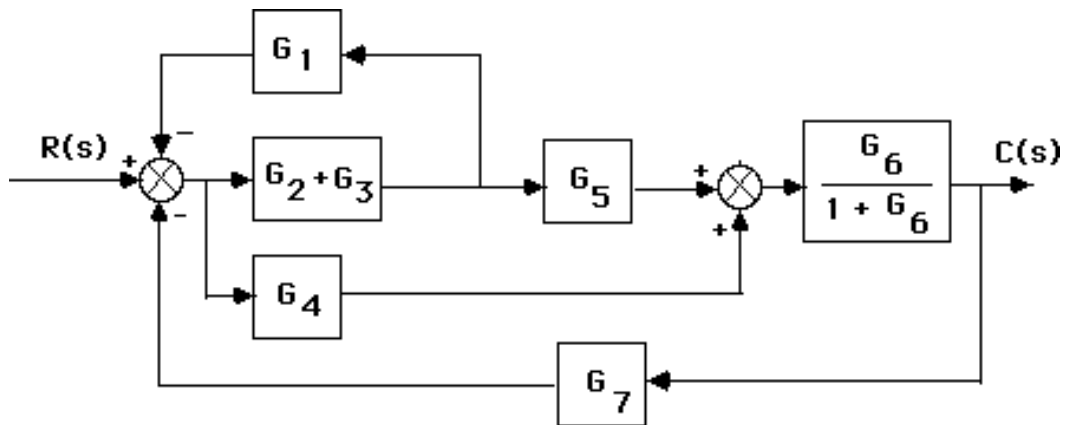 G1
R(s)
+
−
−
G2 + G3
G5
+
+
G6
1 + G6
C(s)
G4
G7